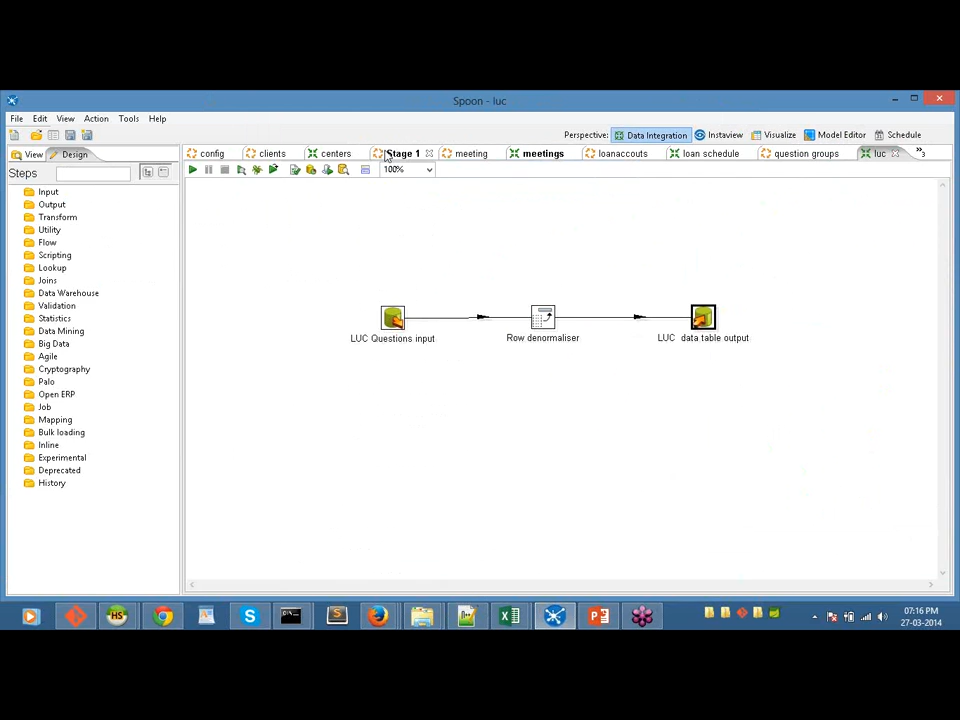 Spoon - luc
File Edit View Action Tools Help
Perspective: Data Integration Instaview Visualize Model Editor Schedule
View Design config clients centers Stage 1 meeting meetings loanaccouts loan schedule question groups luc »3
Steps 100%
Input
Output
Transform
Utility
Flow
Scripting
Lookup
Joins
Data Warehouse
Validation
Statistics
Data Mining
Big Data
Agile
Cryptography
Palo
Open ERP
Job
Mapping
Bulk loading
Inline
Experimental
Deprecated
History
LUC Questions input Row denormaliser LUC data table output
HS
07:16 PM
27-03-2014